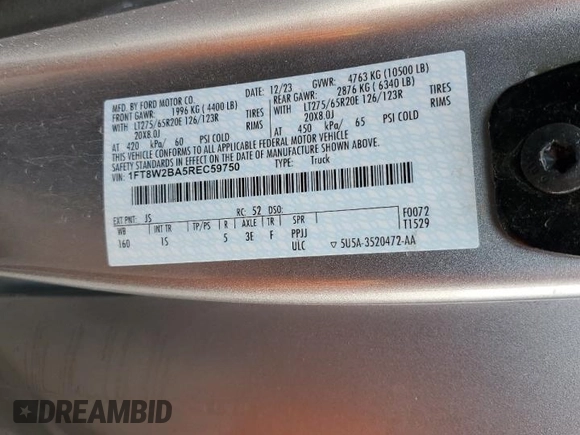 MFD. BY FORD MOTOR CO.
12/23 GVWR: 4763 KG (10500 LB)
FRONT GAWR: 1996 KG ( 4400 LB)
REAR GAWR: 2876 KG ( 6340 LB)
WITH LT275/65R20E 126/123R TIRES
WITH LT275/65R20E 126/123R TIRES
20X8.0J RIMS
20X8.0J RIMS
AT 420 kPa/ 60 PSI COLD
AT 450 kPa/ 65 PSI COLD
THIS VEHICLE CONFORMS TO ALL APPLICABLE FEDERAL MOTOR VEHICLE
SAFETY STANDARDS IN EFFECT ON THE DATE OF MANUFACTURE SHOWN ABOVE.
VIN: 1FT8W2BA5REC59750
TYPE: Truck
EXT PNT: JS RC: 52 DSO: F0072
WB INT TR TP/PS R AXLE TR SPR T1529
160 IS 5 3E F PPJJ
ULC ▽ 5U5A-3520472-AA
DREAMBID